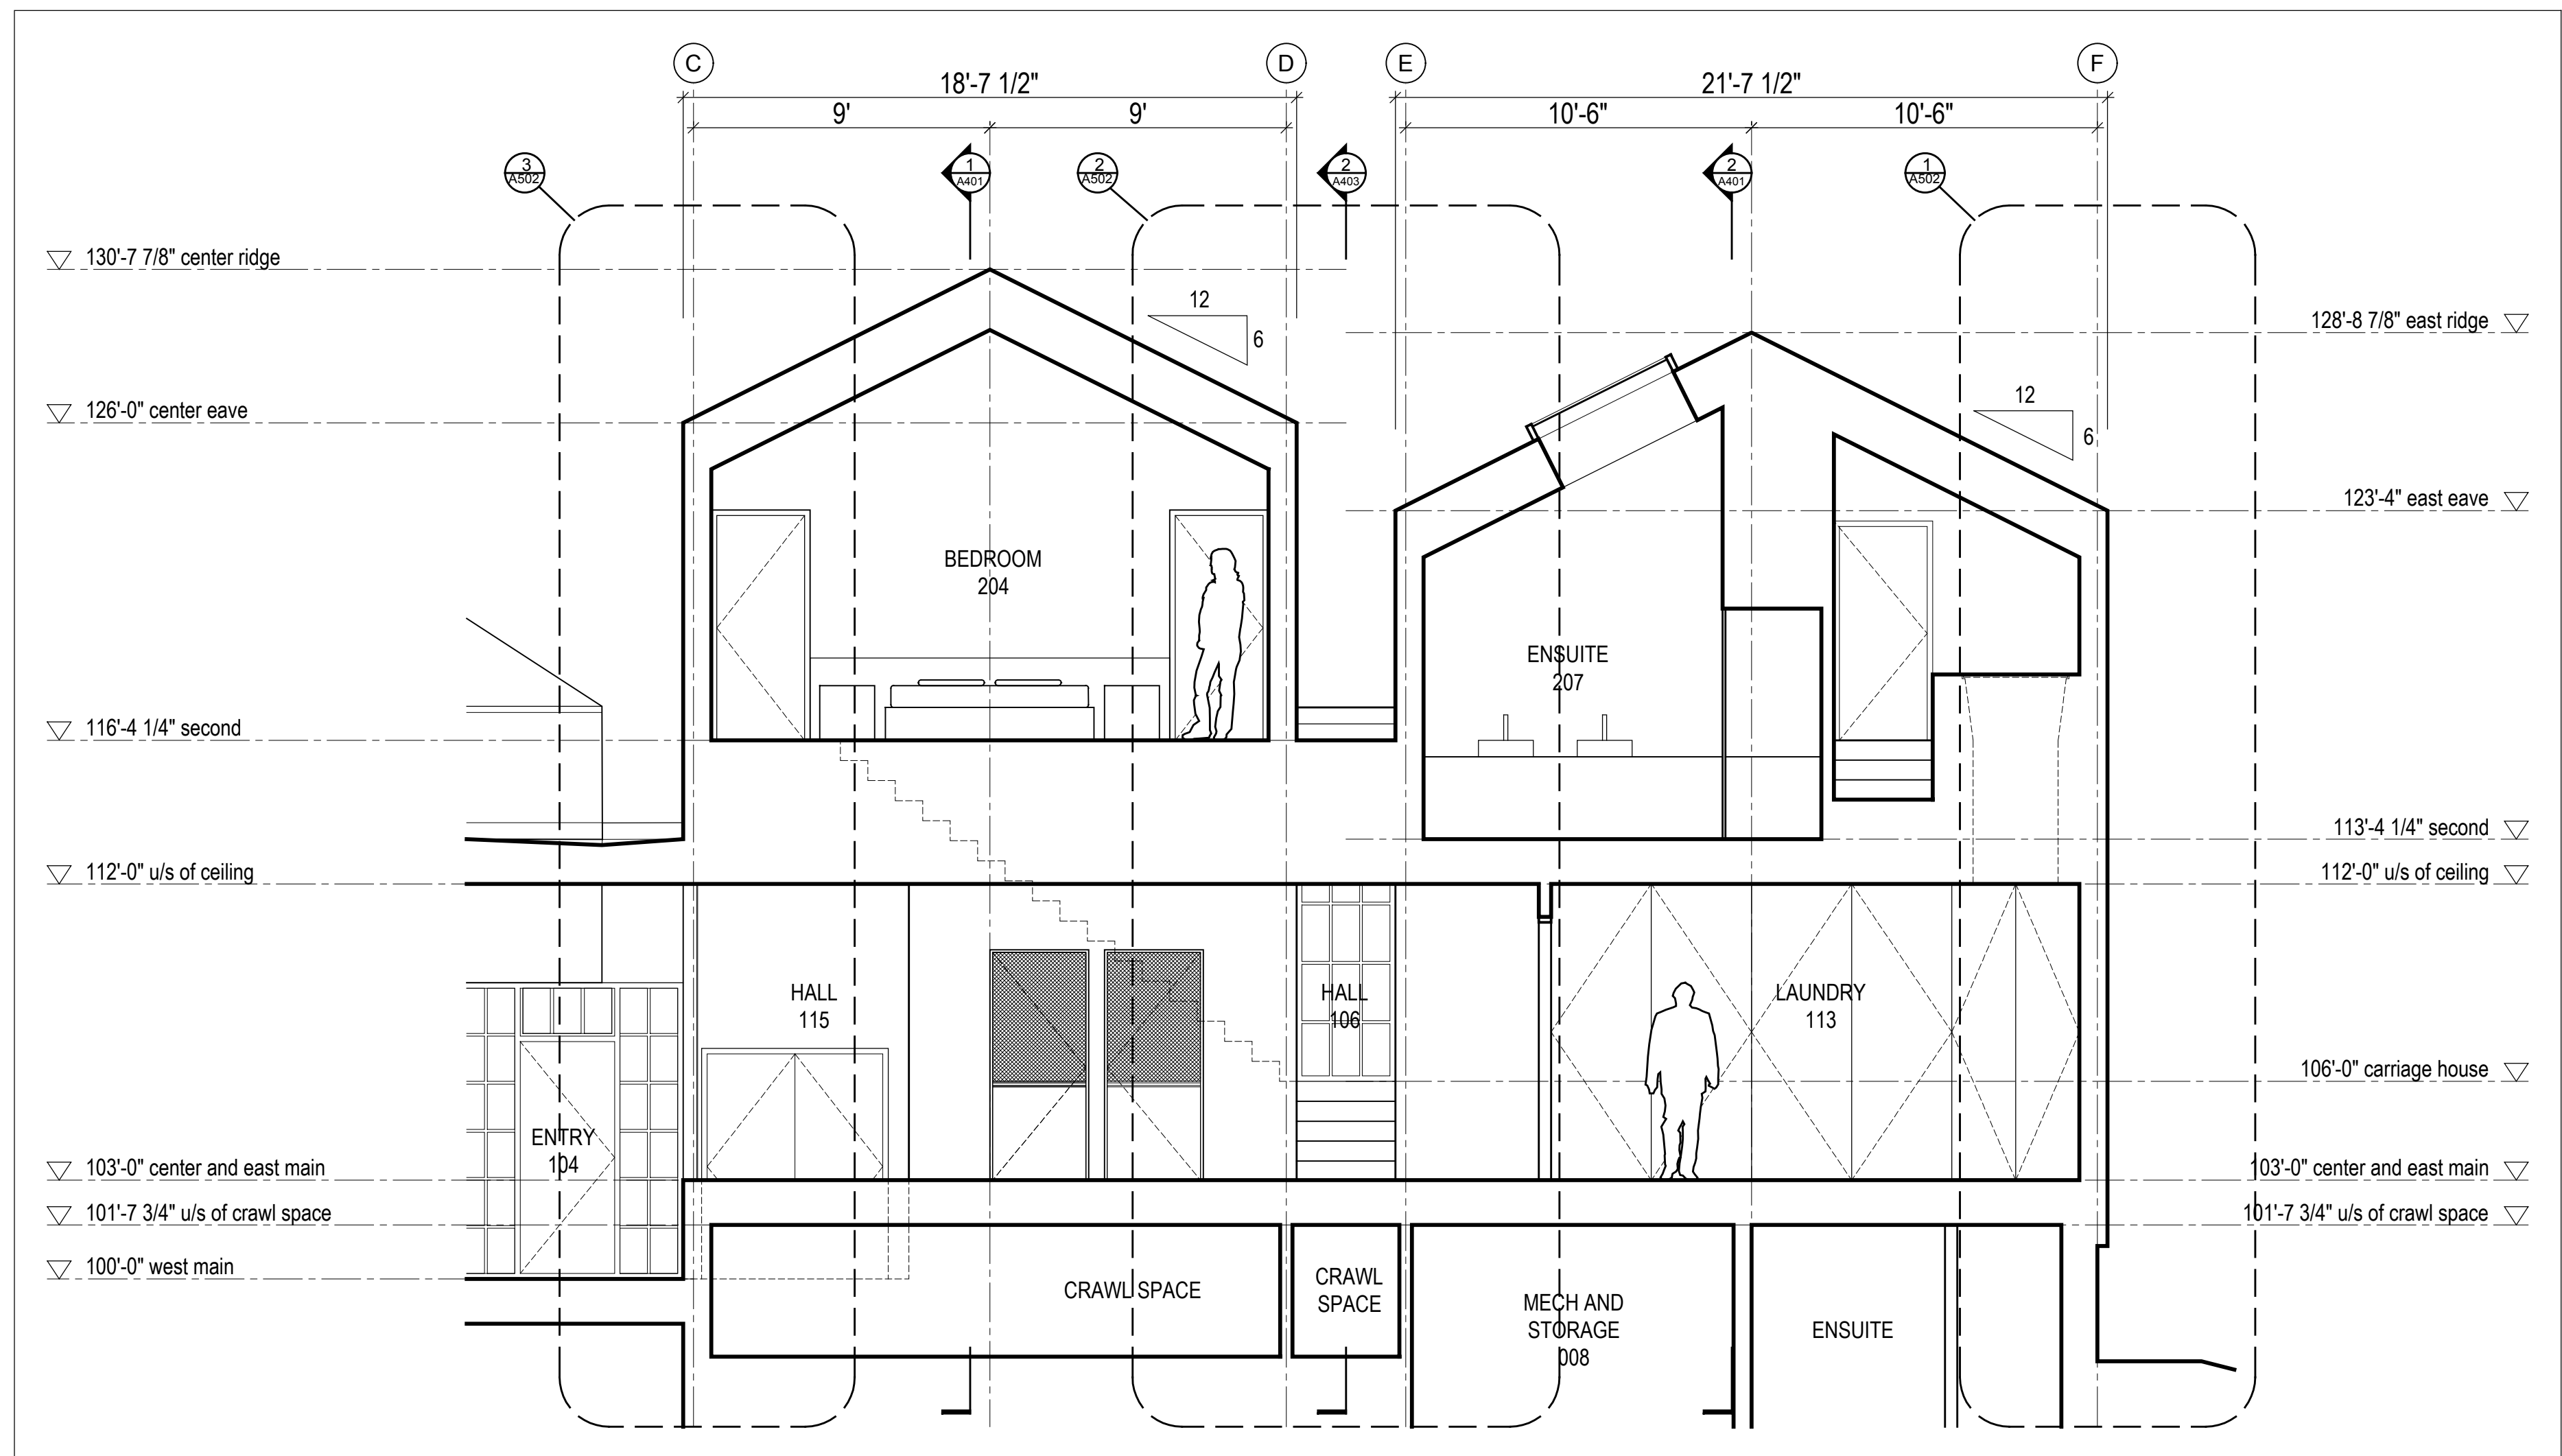 C
D
E
F
18'-7 1/2"
21'-7 1/2"
9'
9'
10'-6"
10'-6"
3
A502
1
A401
2
A502
2
A403
2
A401
1
A502
130'-7 7/8" center ridge
12
6
128'-8 7/8" east ridge
126'-0" center eave
12
6
123'-4" east eave
BEDROOM
204
ENSUITE
207
116'-4 1/4" second
113'-4 1/4" second
112'-0" u/s of ceiling
112'-0" u/s of ceiling
HALL
115
HALL
106
LAUNDRY
113
106'-0" carriage house
ENTRY
104
103'-0" center and east main
103'-0" center and east main
101'-7 3/4" u/s of crawl space
101'-7 3/4" u/s of crawl space
100'-0" west main
CRAWL SPACE
CRAWL
SPACE
MECH AND
STORAGE
008
ENSUITE